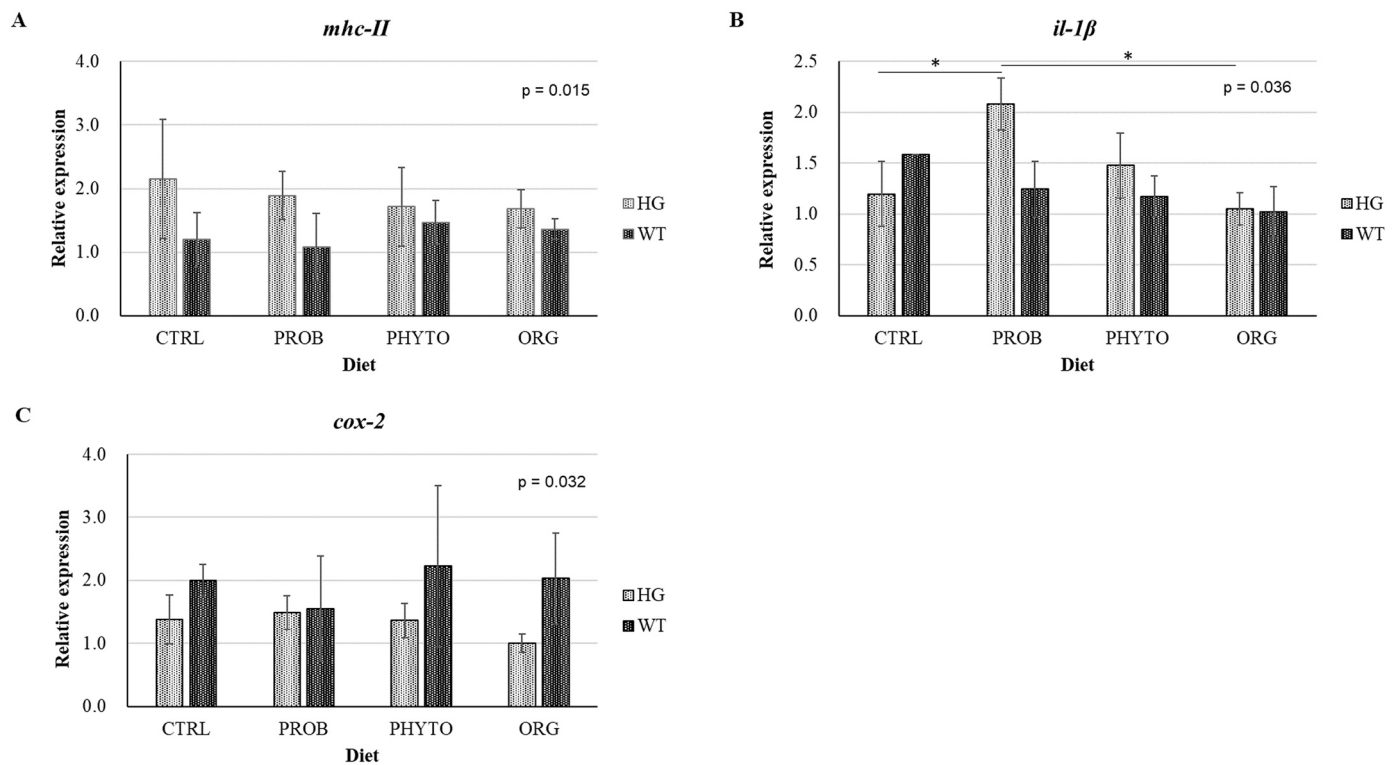 A
mhc-II
4.0
3.0
2.0
1.0
0.0
Relative expression
p = 0.015
HG
WT
CTRL PROB PHYTO ORG
Diet
B
il-1β
2.5
2.0
1.5
1.0
0.5
0.0
Relative expression
* *
p = 0.036
HG
WT
CTRL PROB PHYTO ORG
Diet
C
cox-2
4.0
3.0
2.0
1.0
0.0
Relative expression
p = 0.032
HG
WT
CTRL PROB PHYTO ORG
Diet